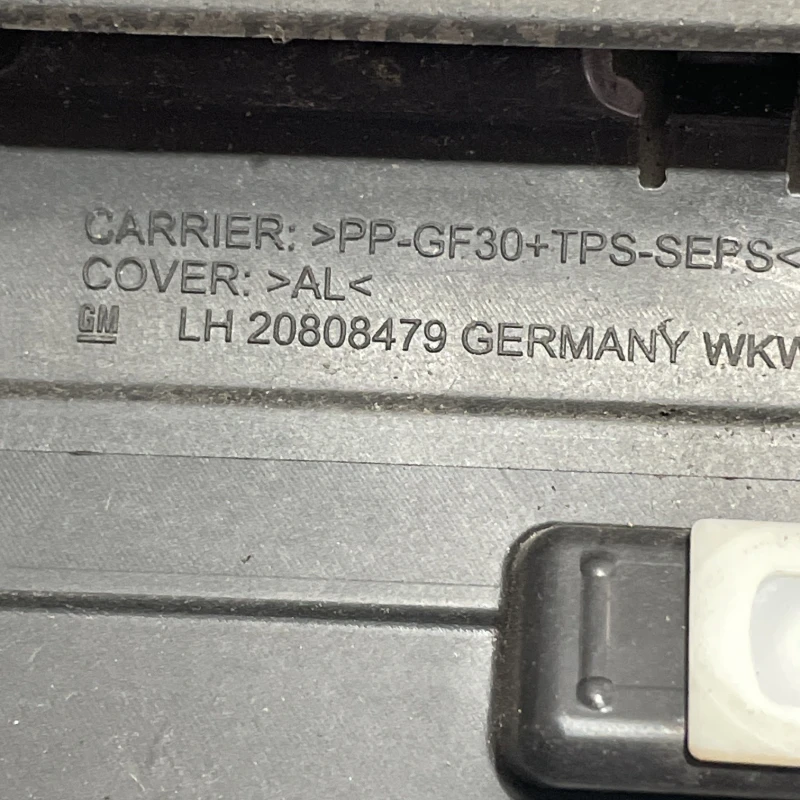 CARRIER: >PP-GF30+TPS-SEPS<
COVER: >AL<
GM LH 20808479 GERMANY WKW